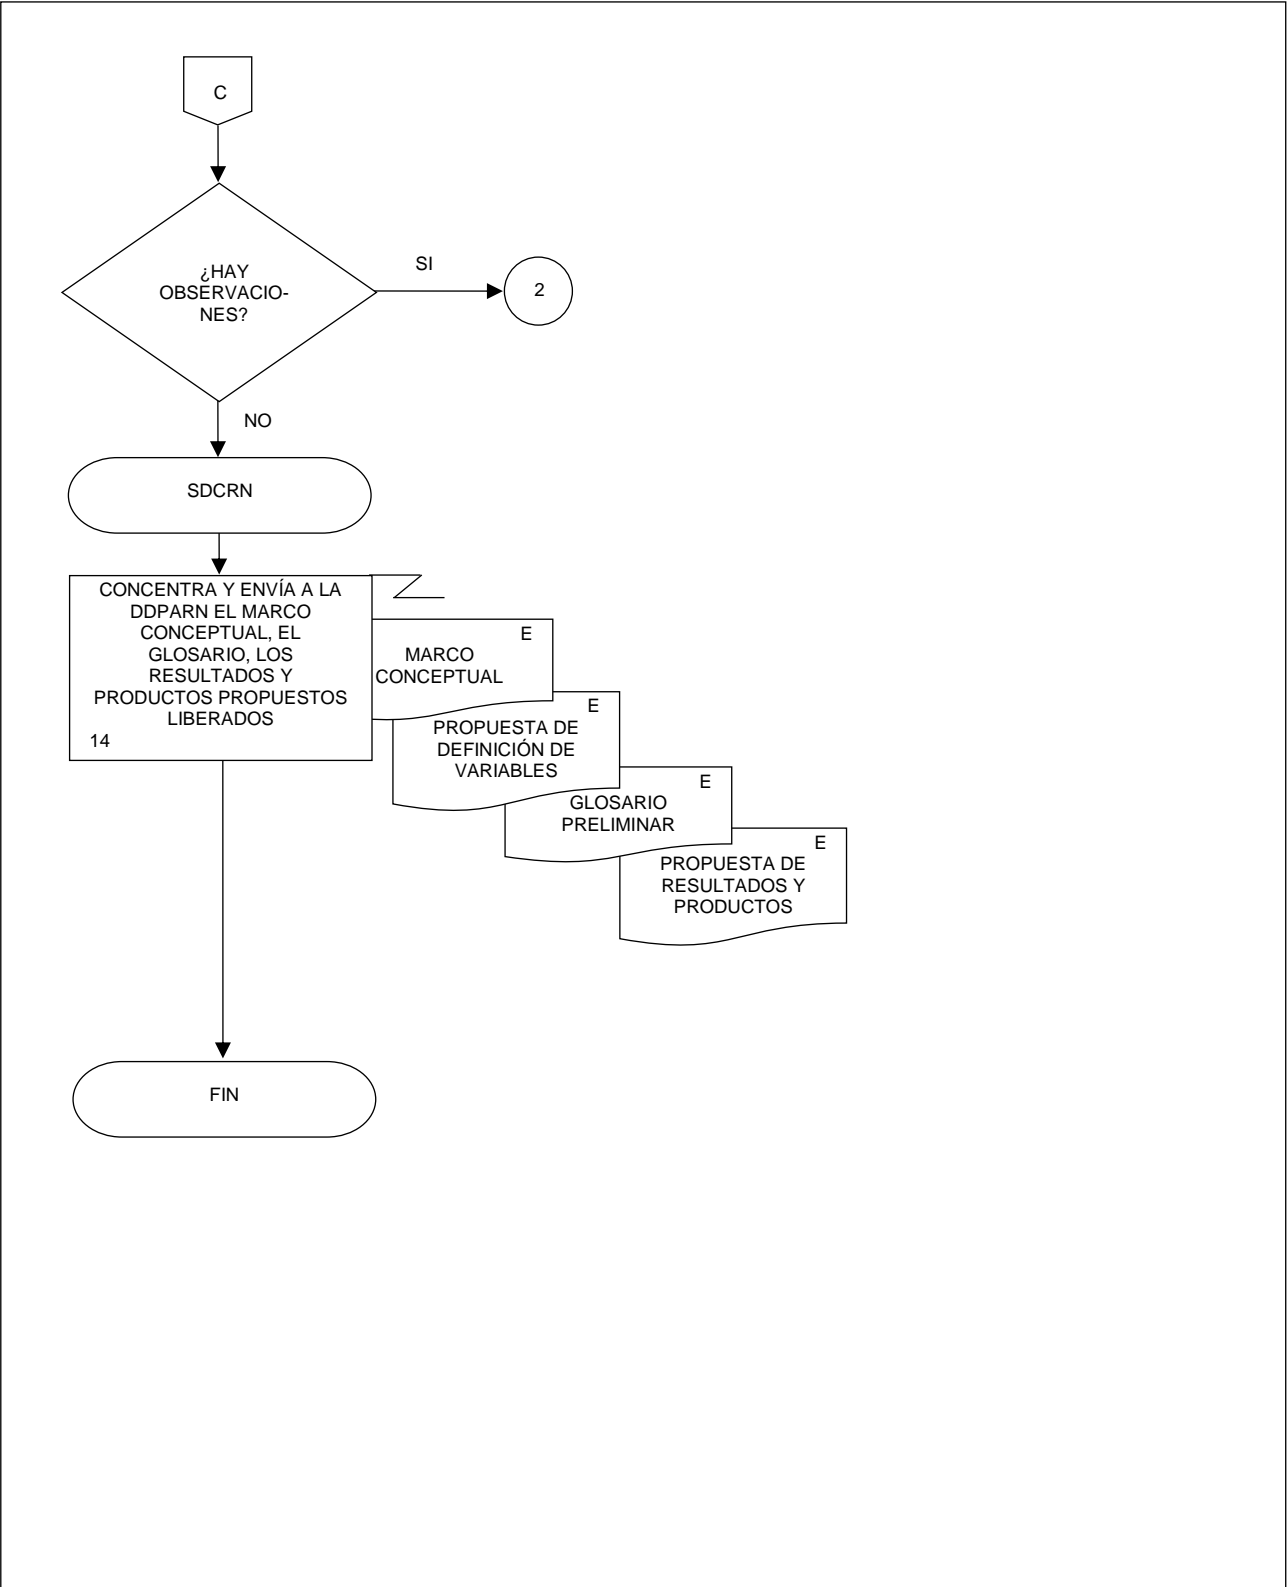 C
¿HAY
OBSERVACIO-
NES?
SI
2
NO
SDCRN
CONCENTRA Y ENVÍA A LA
DDPARN EL MARCO
CONCEPTUAL, EL
GLOSARIO, LOS
RESULTADOS Y
PRODUCTOS PROPUESTOS
LIBERADOS
14
E
MARCO
CONCEPTUAL
E
PROPUESTA DE
DEFINICIÓN DE
VARIABLES
E
GLOSARIO
PRELIMINAR
E
PROPUESTA DE
RESULTADOS Y
PRODUCTOS
FIN